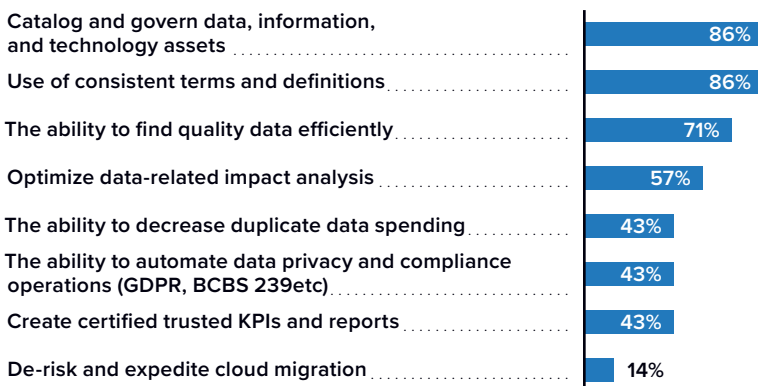 Catalog and govern data, information,
and technology assets 86%
Use of consistent terms and definitions 86%
The ability to find quality data efficiently 71%
Optimize data-related impact analysis 57%
The ability to decrease duplicate data spending 43%
The ability to automate data privacy and compliance
operations (GDPR, BCBS 239etc) 43%
Create certified trusted KPIs and reports 43%
De-risk and expedite cloud migration 14%